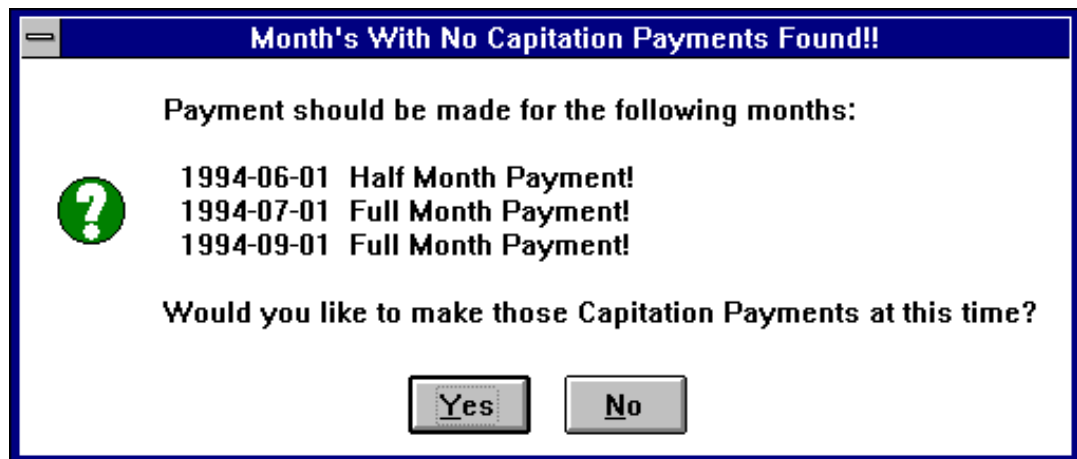 Month's With No Capitation Payments Found!!
Payment should be made for the following months:
1994-06-01 Half Month Payment!
1994-07-01 Full Month Payment!
1994-09-01 Full Month Payment!
Would you like to make those Capitation Payments at this time?
Yes No